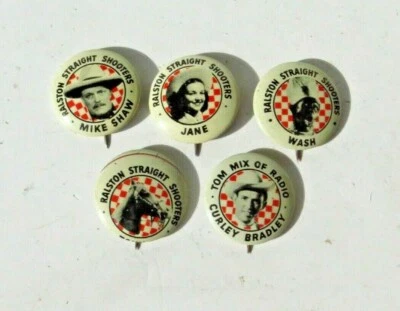 RALSTON STRAIGHT SHOOTERS
MIKE SHAW
RALSTON STRAIGHT SHOOTERS
JANE
RALSTON STRAIGHT SHOOTERS
WASH
RALSTON STRAIGHT SHOOTERS
TOM MIX OF RADIO
CURLEY BRADLEY